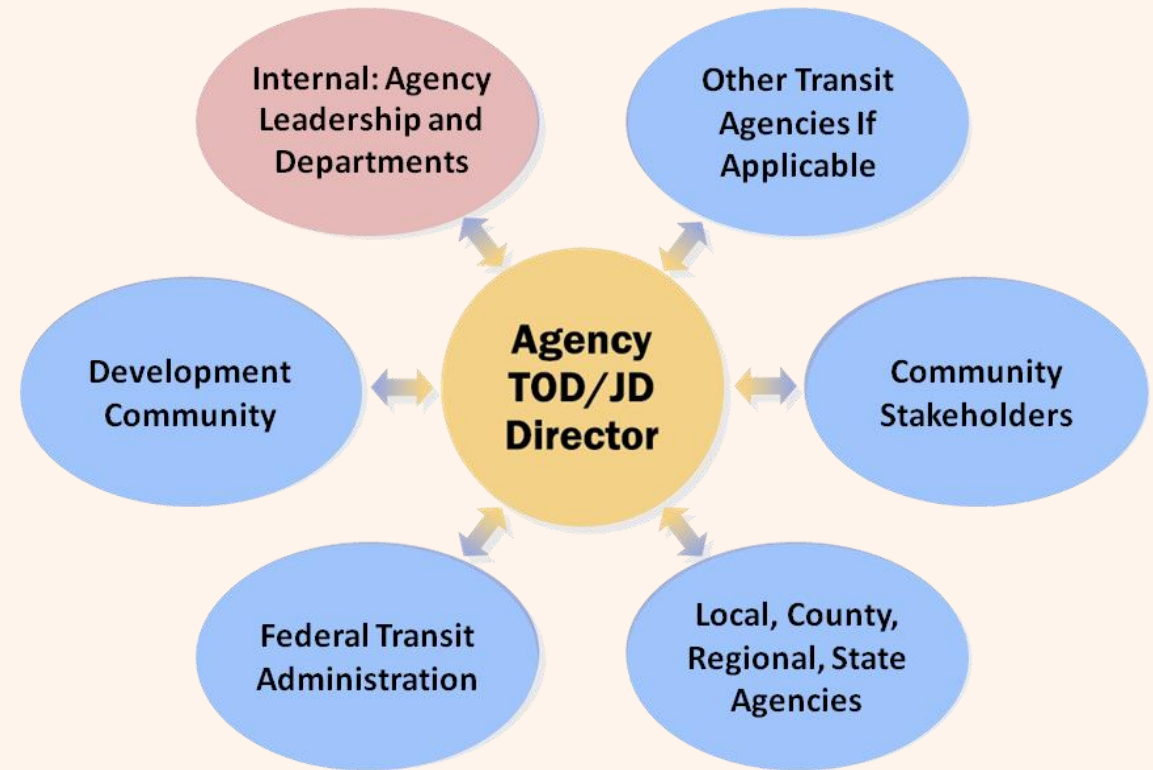 Internal: Agency
Leadership and
Departments
Other Transit
Agencies If
Applicable
Development
Community
Agency
TOD/JD
Director
Community
Stakeholders
Federal Transit
Administration
Local, County,
Regional, State
Agencies